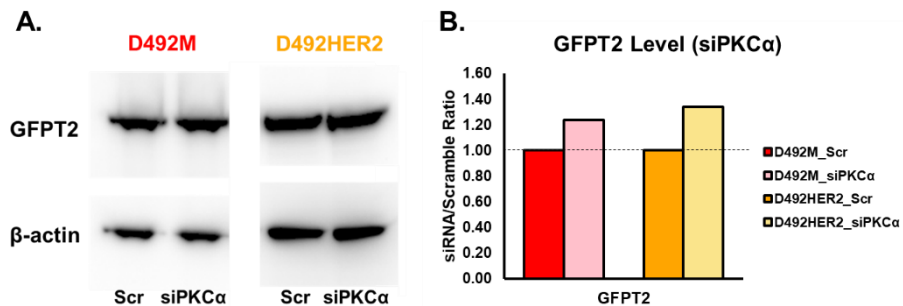 A.
D492M D492HER2
GFPT2
β-actin
Scr siPKCα Scr siPKCα
B.
GFPT2 Level (siPKCα)
siRNA/Scramble Ratio
1.60
1.40
1.20
1.00
0.80
0.60
0.40
0.20
0.00
GFPT2
D492M_Scr
D492M_siPKCα
D492HER2_Scr
D492HER2_siPKCα